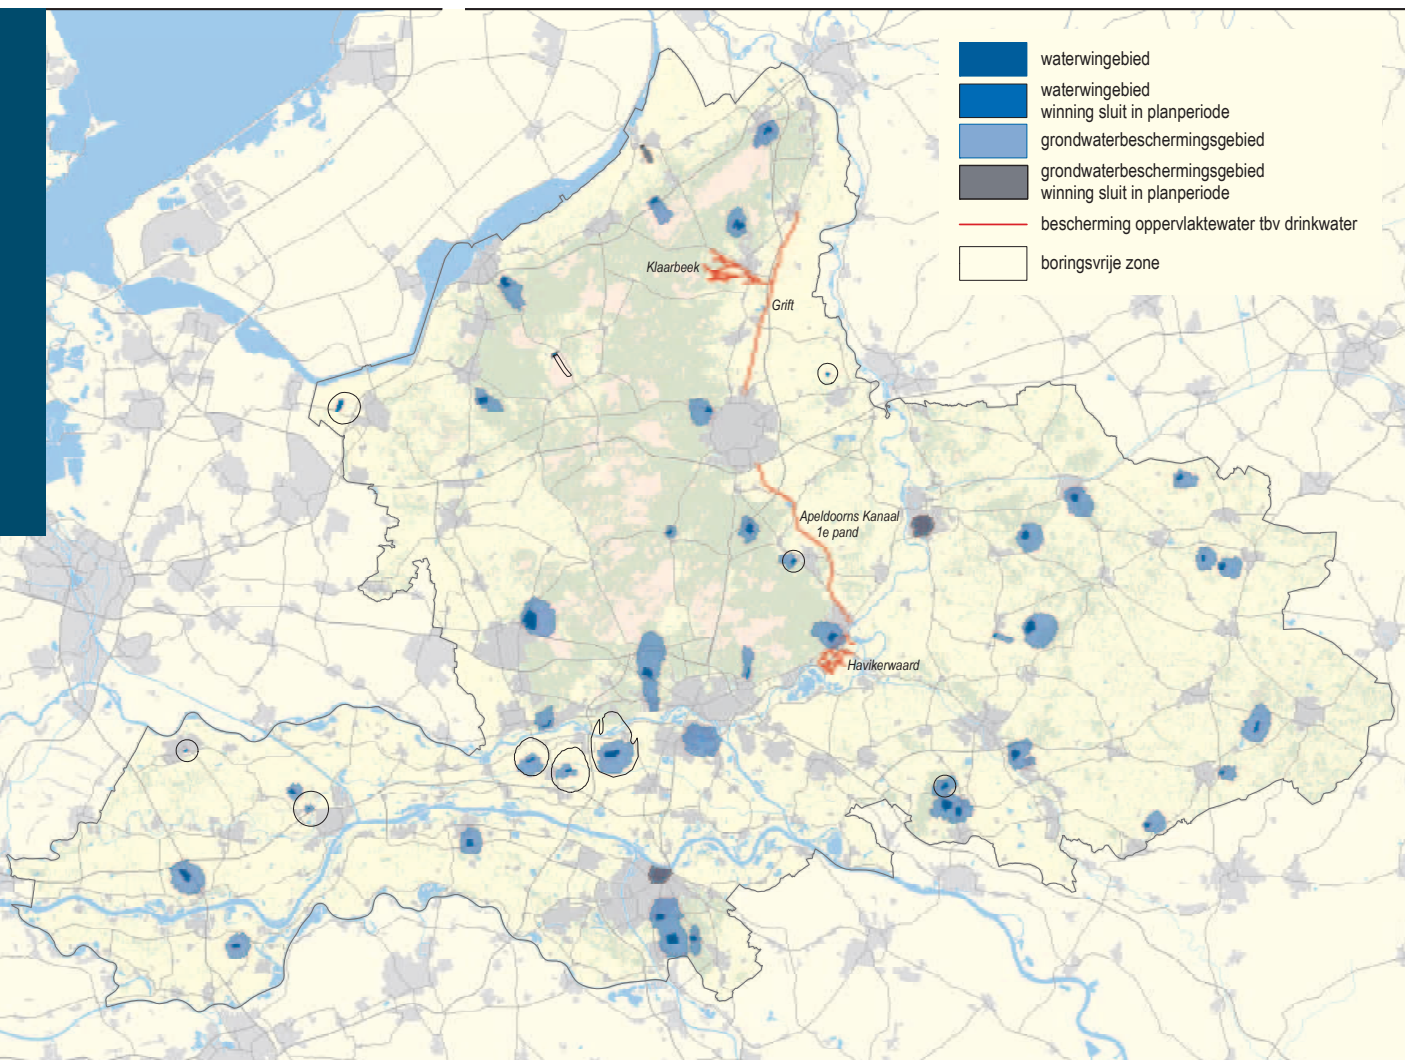 waterwingebied
waterwingebied
winning sluit in planperiode
grondwaterbeschermingsgebied
grondwaterbeschermingsgebied
winning sluit in planperiode
bescherming oppervlaktewater tbv drinkwater
boringsvrije zone
Klaarbeek
Grift
Apeldoorns Kanaal
1e pand
Havikerwaard